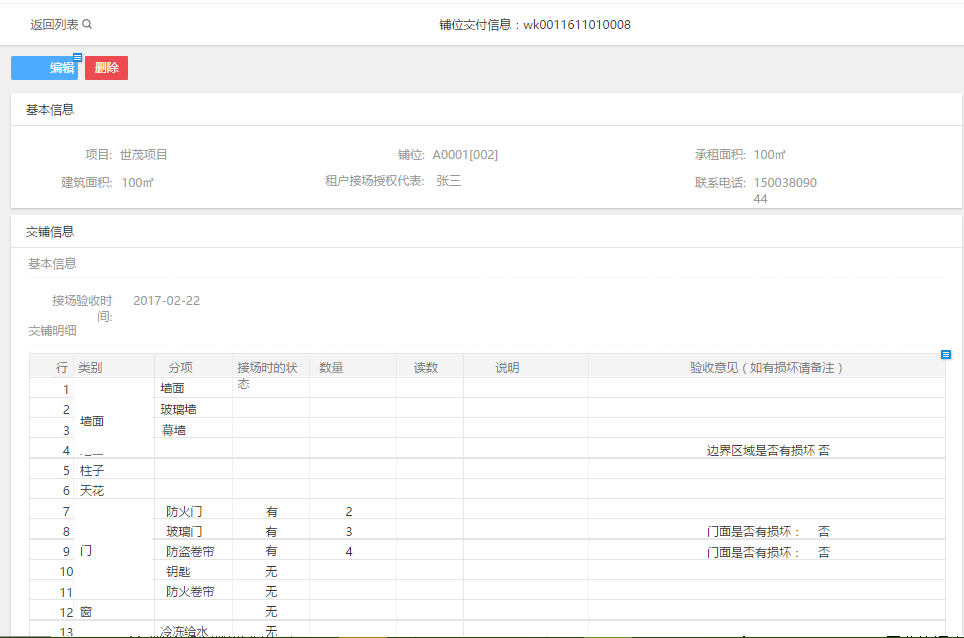 返回列表
铺位交付信息：wk0011611010008
编辑
删除
基本信息
项目: 世茂项目
铺位: A0001[002]
承租面积: 100㎡
建筑面积: 100㎡
租户接场授权代表: 张三
联系电话: 150038090
44
交铺信息
基本信息
接场验收时
间:
2017-02-22
交铺明细
行 类别 分项 接场时的状 数量 读数 说明 验收意见（如有损坏请备注）
态
1 墙面
2 玻璃墙
墙面
3 幕墙
4 边界区域是否有损坏 否
5 柱子
6 天花
7 防火门 有 2
8 玻璃门 有 3 门面是否有损坏： 否
9 门 防盗卷帘 有 4 门面是否有损坏： 否
10 钥匙 无
11 防火卷帘 无
12 窗 无
13 冷冻给水 无